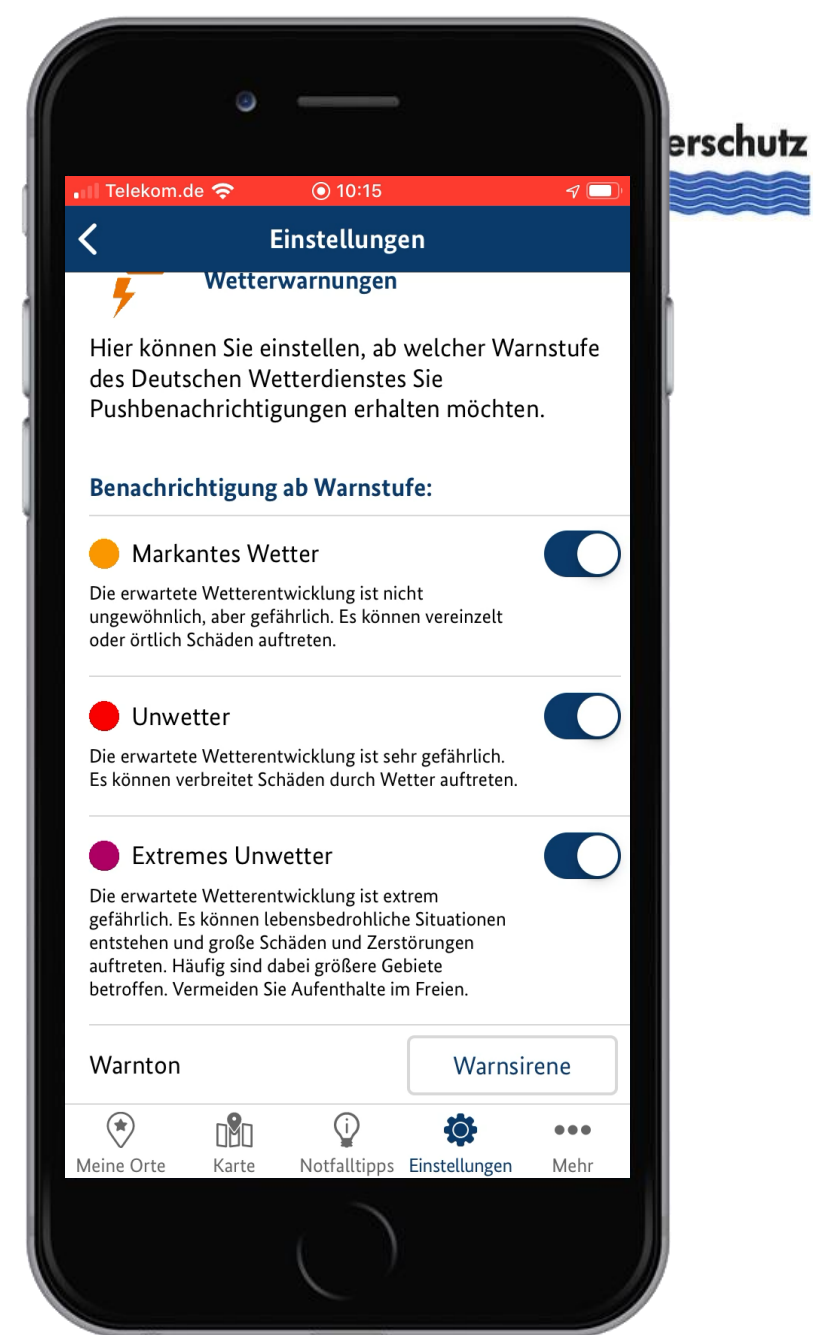 erschutz
Telekom.de
10:15
Einstellungen
Wetterwarnungen
Hier können Sie einstellen, ab welcher Warnstufe
des Deutschen Wetterdienstes Sie
Pushbenachrichtigungen erhalten möchten.
Benachrichtigung ab Warnstufe:
Markantes Wetter
Die erwartete Wetterentwicklung ist nicht
ungewöhnlich, aber gefährlich. Es können vereinzelt
oder örtlich Schäden auftreten.
Unwetter
Die erwartete Wetterentwicklung ist sehr gefährlich.
Es können verbreitet Schäden durch Wetter auftreten.
Extremes Unwetter
Die erwartete Wetterentwicklung ist extrem
gefährlich. Es können lebensbedrohliche Situationen
entstehen und große Schäden und Zerstörungen
auftreten. Häufig sind dabei größere Gebiete
betroffen. Vermeiden Sie Aufenthalte im Freien.
Warnton
Warnsirene
Meine Orte
Karte
Notfalltipps
Einstellungen
Mehr